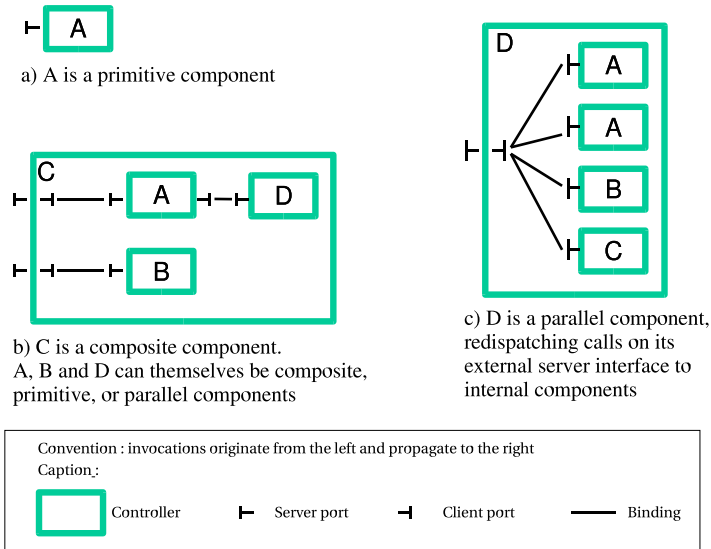 A
a) A is a primitive component
C
A
D
B
b) C is a composite component.
A, B and D can themselves be composite,
primitive, or parallel components
D
A
A
B
C
c) D is a parallel component,
redispatching calls on its
external server interface to
internal components
Convention : invocations originate from the left and propagate to the right
Caption :
Controller
Server port
Client port
Binding